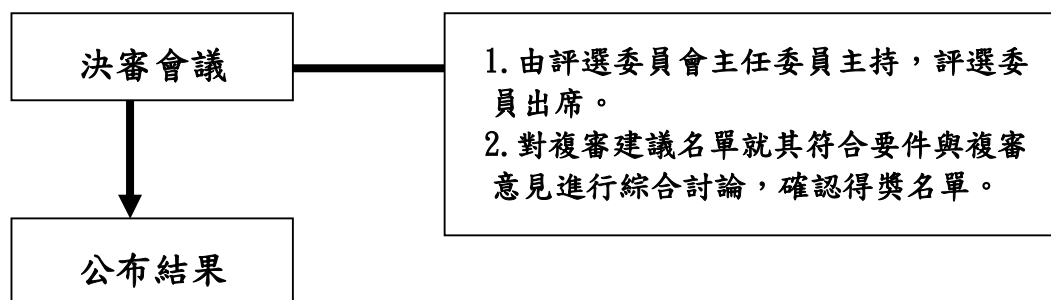 決審會議
1. 由評選委員會主任委員主持，評選委
員出席。
2. 對複審建議名單就其符合要件與複審
意見進行綜合討論，確認得獎名單。
公布結果